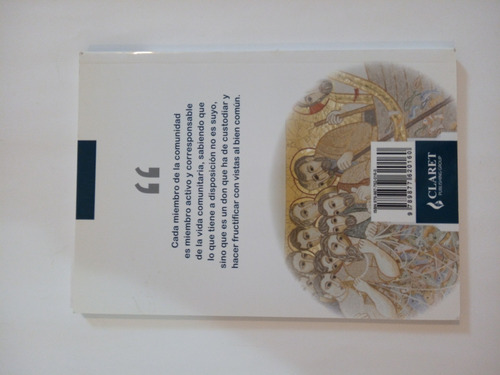 “
Cada miembro de la comunidad
es miembro activo y corresponsable
de la vida comunitaria, sabiendo que
lo que tiene a disposición no es suyo,
sino que es un don que ha de custodiar y
hacer fructificar con vistas al bien común.
CLARET
PUBLISHING GROUP